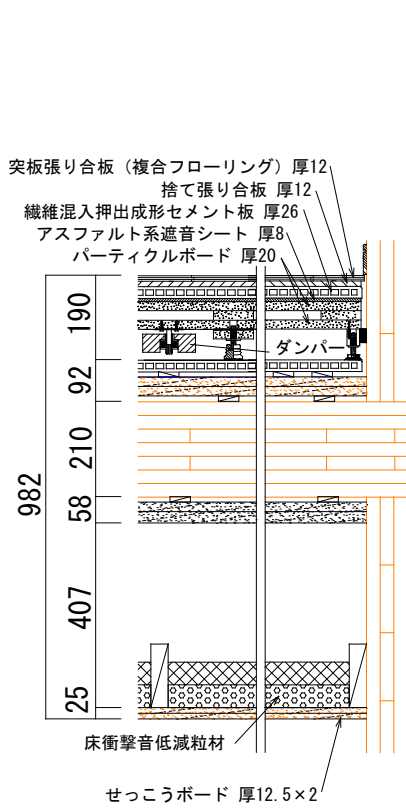 突板張り合板（複合フローリング）厚12
捨て張り合板 厚12
繊維混入押出成形セメント板 厚26
アスファルト系遮音シート 厚8
パーティクルボード 厚20
190
ダンパー
92
210
982
58
407
25
床衝撃音低減粒材
せっこうボード 厚12.5×2